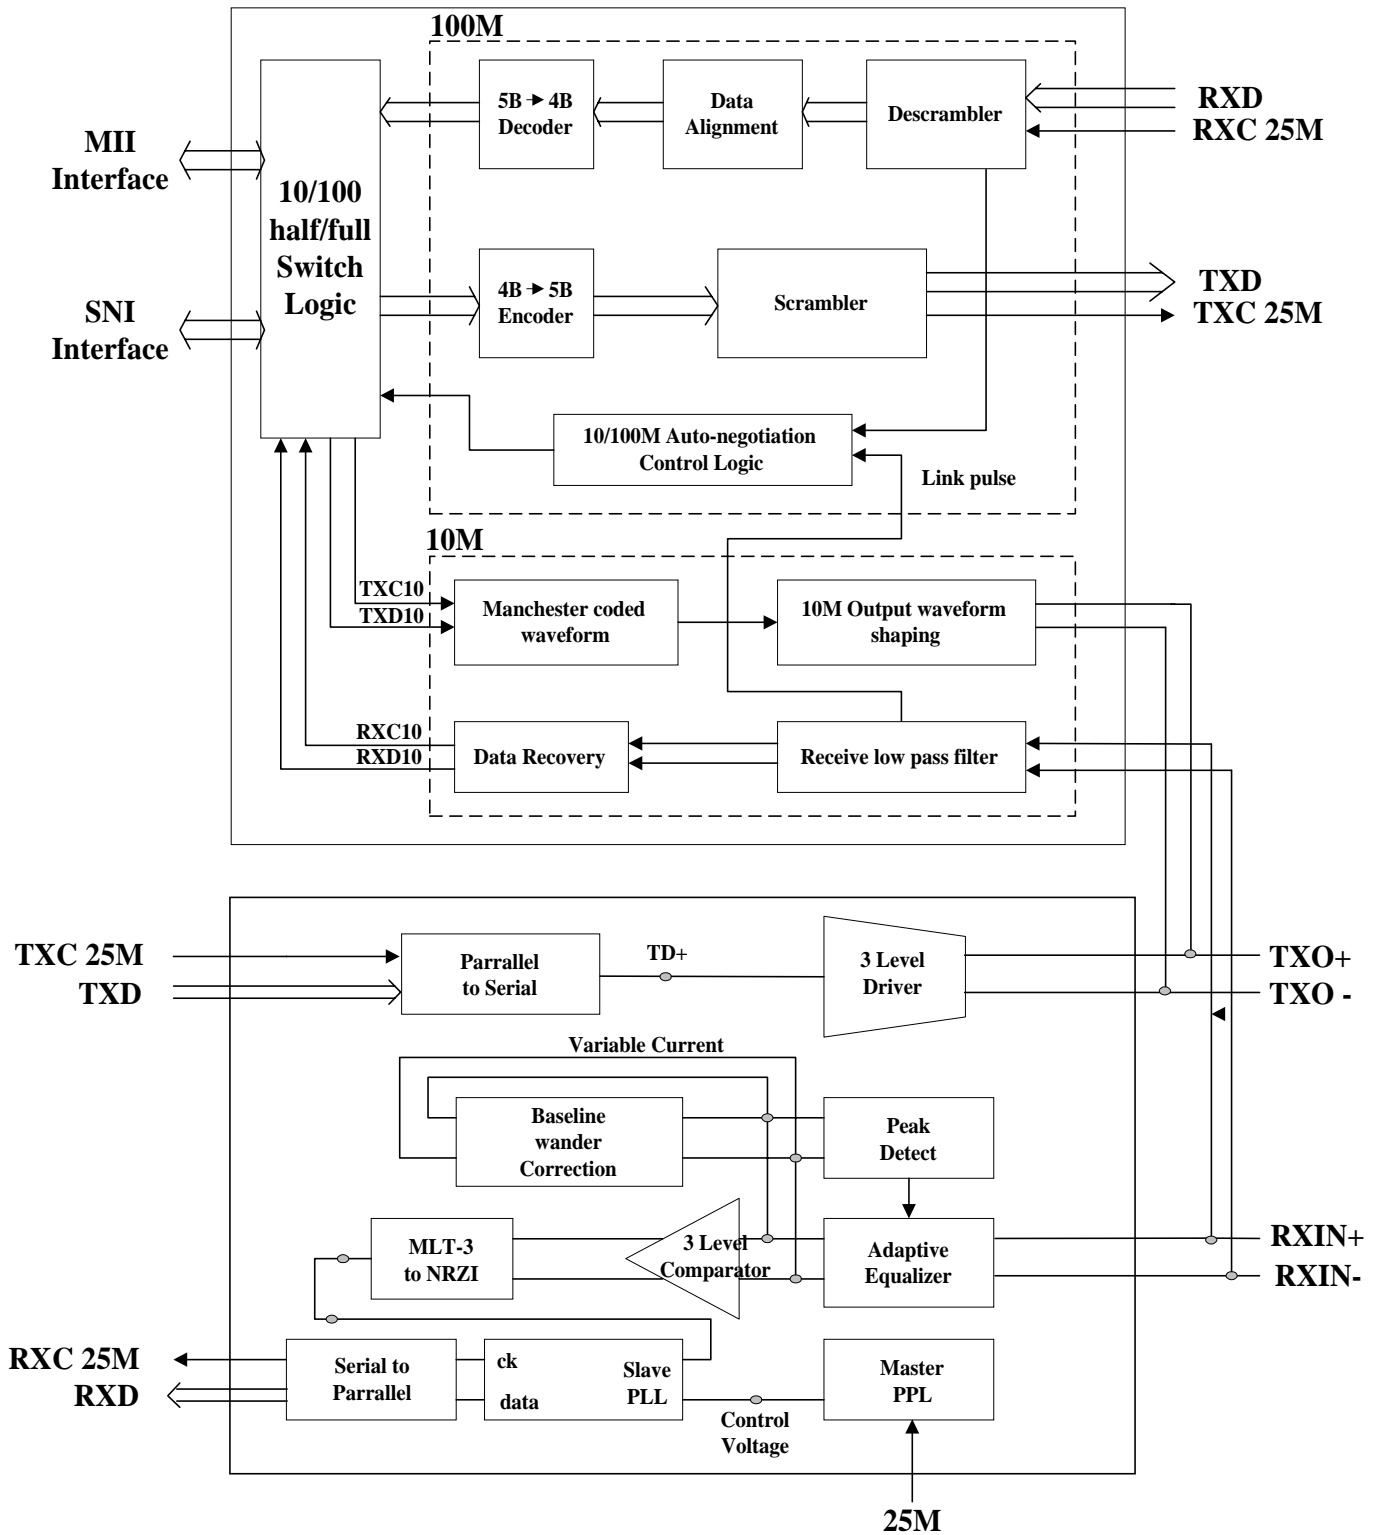 100M
5B → 4B
Decoder
Data
Alignment
Descrambler
RXD
RXC 25M
MII
Interface
10/100
half/full
Switch
Logic
SNI
Interface
4B → 5B
Encoder
Scrambler
TXD
TXC 25M
10/100M Auto-negotiation
Control Logic
Link pulse
10M
TXC10
TXD10
Manchester coded
waveform
10M Output waveform
shaping
RXC10
RXD10
Data Recovery
Receive low pass filter
TXC 25M
TXD
Parrallel
to Serial
TD+
3 Level
Driver
TXO+
TXO -
Variable Current
Baseline
wander
Correction
Peak
Detect
MLT-3
to NRZI
3 Level
Comparator
Adaptive
Equalizer
RXIN+
RXIN-
RXC 25M
RXD
Serial to
Parrallel
ck
data
Slave
PLL
Control
Voltage
Master
PPL
25M